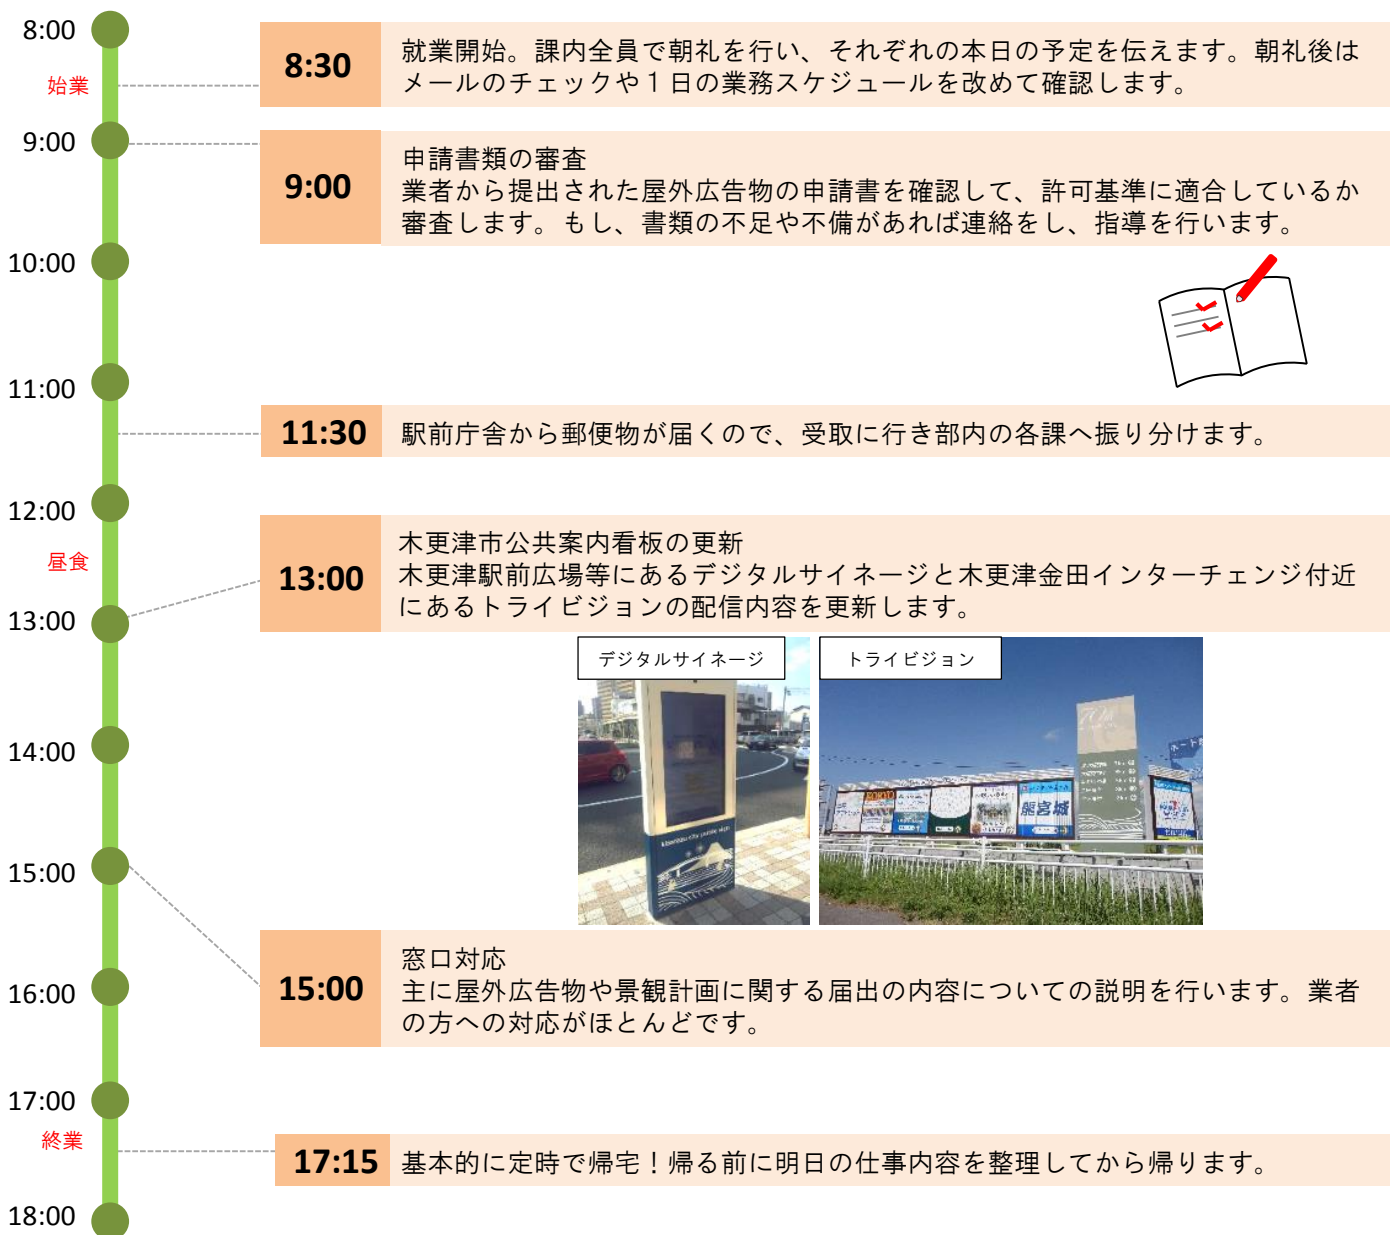 8:00
始業
8:30
就業開始。課内全員で朝礼を行い、それぞれの本日の予定を伝えます。朝礼後は
メールのチェックや１日の業務スケジュールを改めて確認します。
9:00
9:00
申請書類の審査
業者から提出された屋外広告物の申請書を確認して、許可基準に適合しているか
審査します。もし、書類の不足や不備があれば連絡をし、指導を行います。
10:00
11:00
11:30
駅前庁舎から郵便物が届くので、受取に行き部内の各課へ振り分けます。
12:00
昼食
13:00
木更津市公共案内看板の更新
木更津駅前広場等にあるデジタルサイネージと木更津金田インターチェンジ付近
にあるトライビジョンの配信内容を更新します。
13:00
デジタルサイネージ
トライビジョン
kisarazu city public sign
龍宮城
14:00
15:00
15:00
窓口対応
主に屋外広告物や景観計画に関する届出の内容についての説明を行います。業者
の方への対応がほとんどです。
16:00
17:00
終業
17:15
基本的に定時で帰宅！帰る前に明日の仕事内容を整理してから帰ります。
18:00